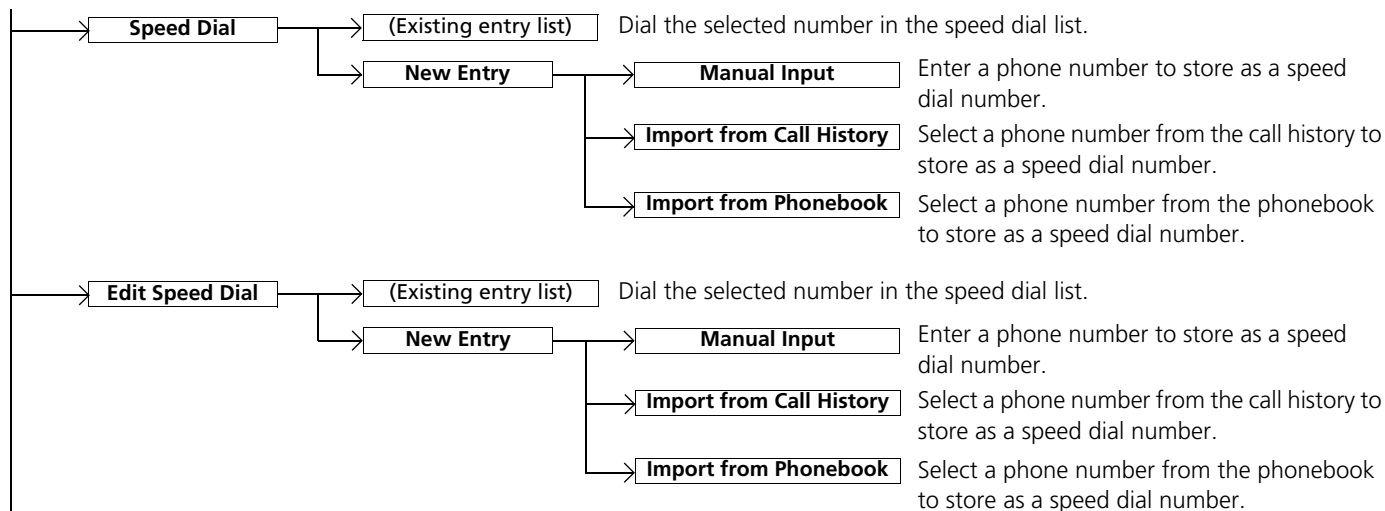 Speed Dial
(Existing entry list)
Dial the selected number in the speed dial list.
New Entry
Manual Input
Enter a phone number to store as a speed
dial number.
Import from Call History
Select a phone number from the call history to
store as a speed dial number.
Import from Phonebook
Select a phone number from the phonebook
to store as a speed dial number.
Edit Speed Dial
(Existing entry list)
Dial the selected number in the speed dial list.
New Entry
Manual Input
Enter a phone number to store as a speed
dial number.
Import from Call History
Select a phone number from the call history to
store as a speed dial number.
Import from Phonebook
Select a phone number from the phonebook
to store as a speed dial number.